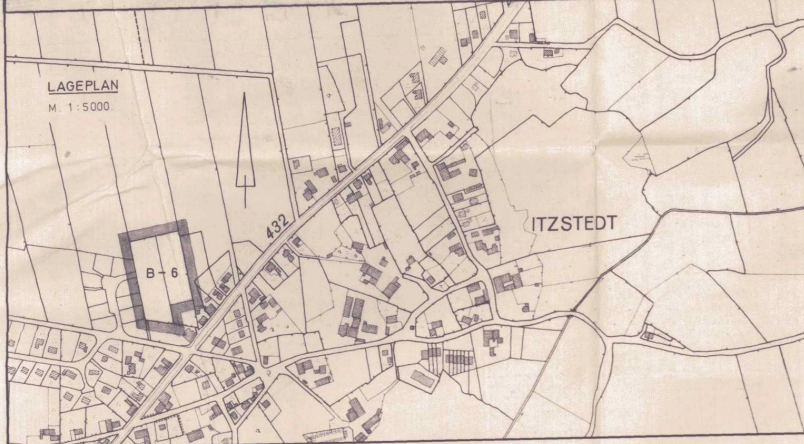 LAGEPLAN
M. 1:5000.
432
ITZSTEDT
B-6